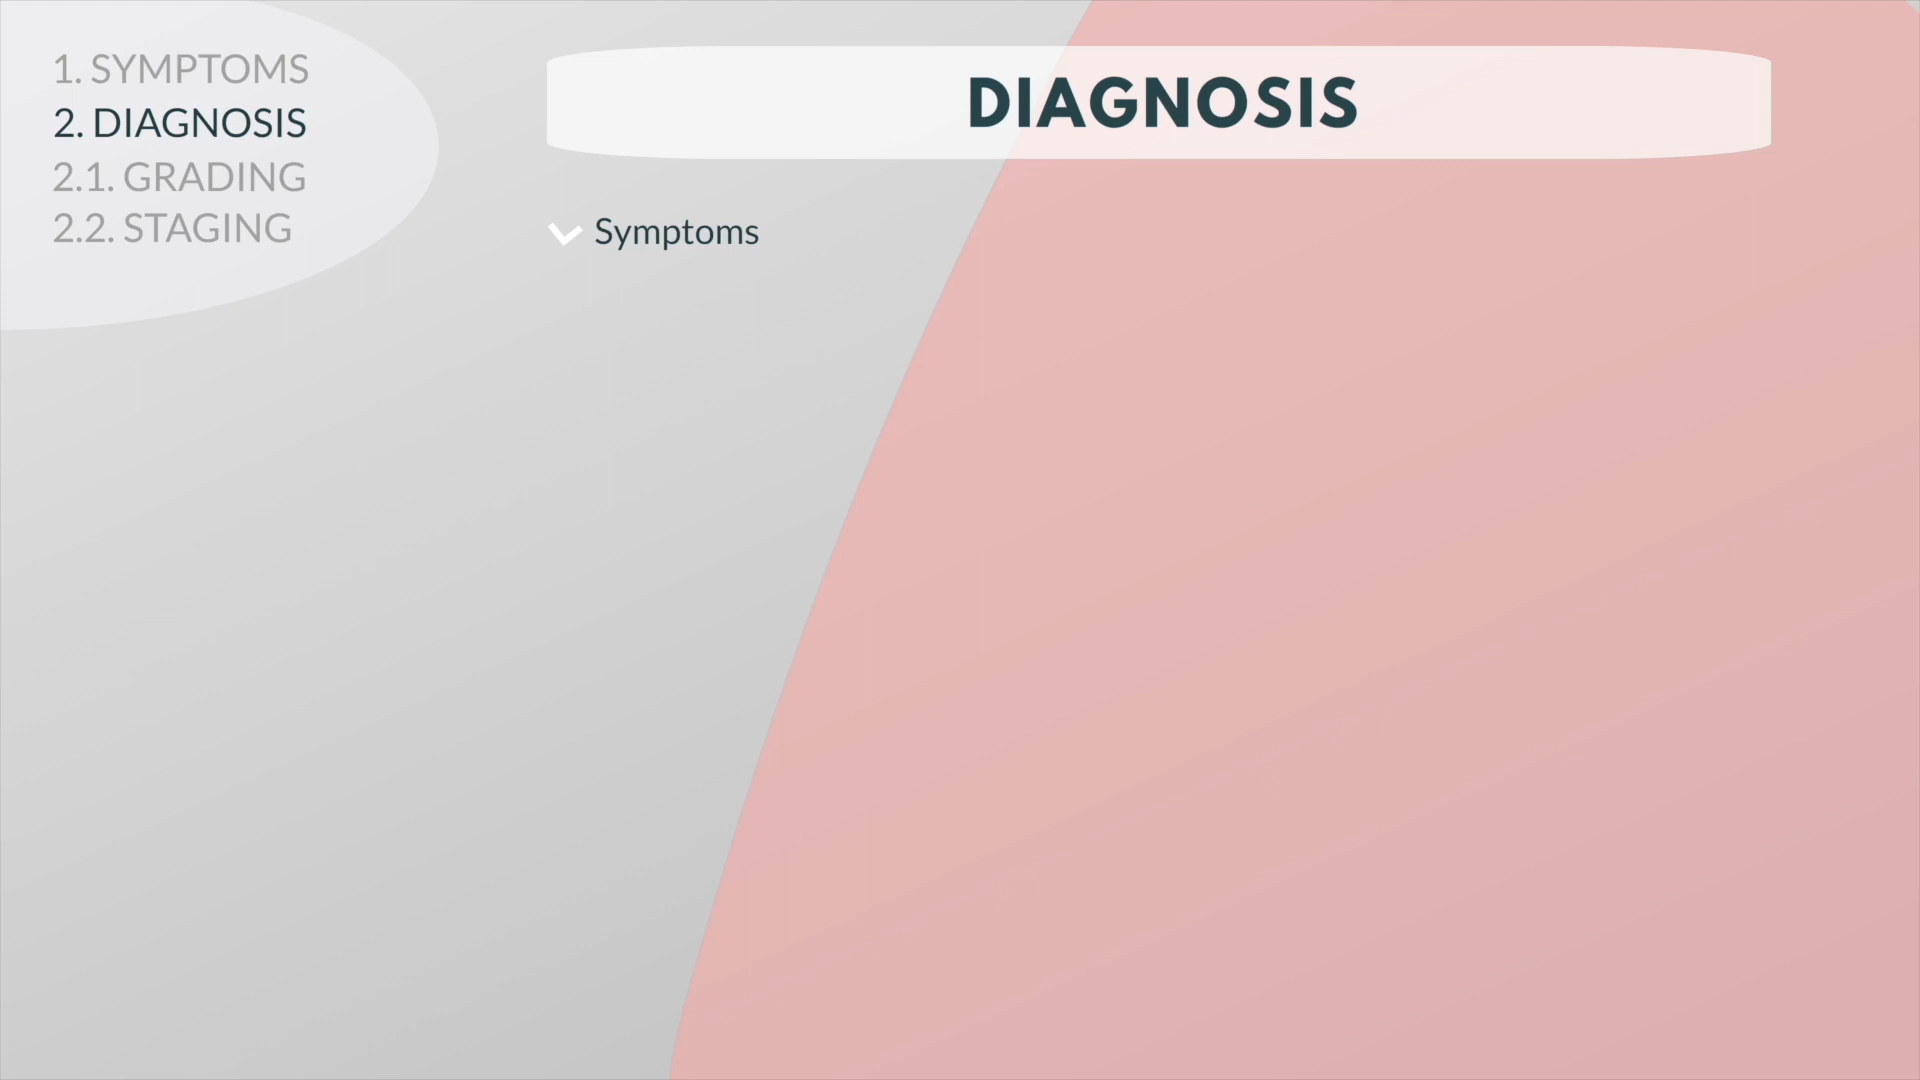 1. SYMPTOMS
2. DIAGNOSIS
2.1. GRADING
2.2. STAGING
DIAGNOSIS
Symptoms